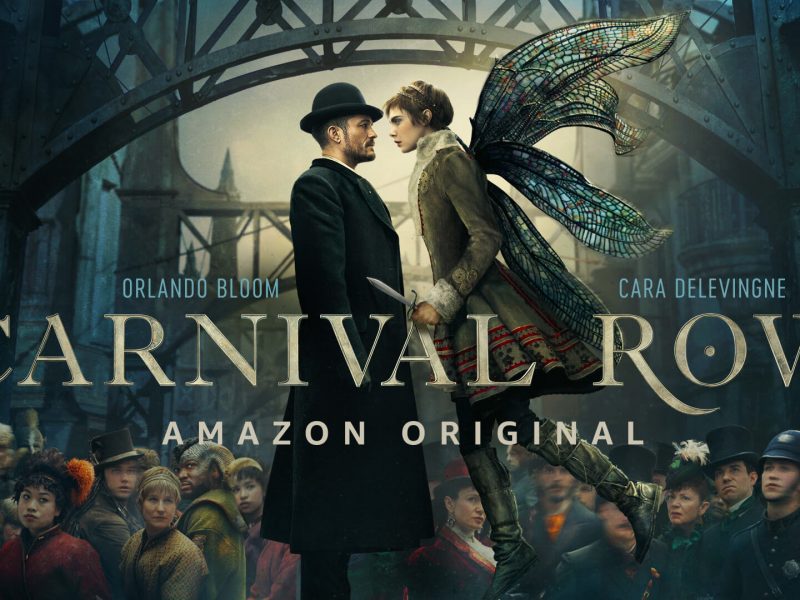 ORLANDO BLOOM
CARA DELEVINGNE
CARNIVAL ROW
AMAZON ORIGINAL